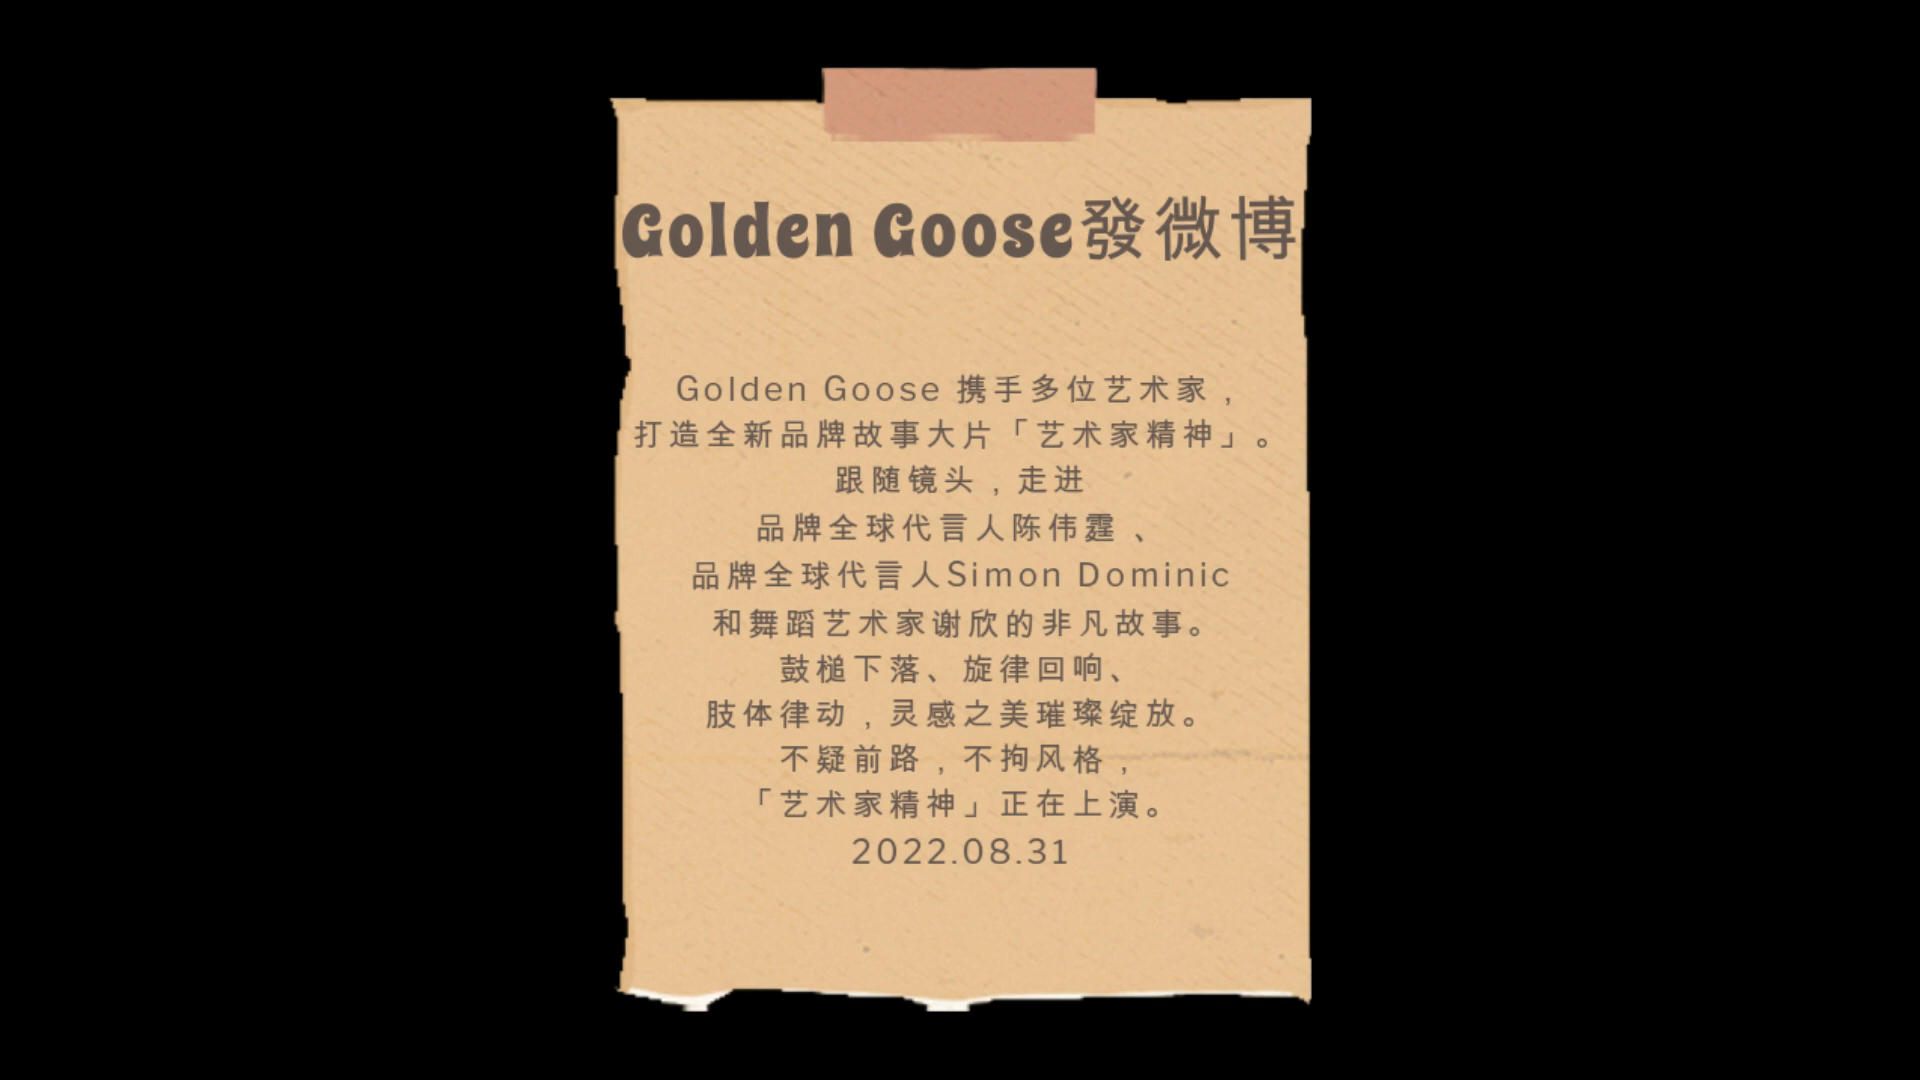 Golden Goose發微博
Golden Goose 携手多位艺术家，
打造全新品牌故事大片「艺术家精神」。
跟随镜头，走进
品牌全球代言人陈伟霆 、
品牌全球代言人Simon Dominic
和舞蹈艺术家谢欣的非凡故事。
鼓槌下落、旋律回响、
肢体律动，灵感之美璀璨绽放。
不疑前路，不拘风格，
「艺术家精神」正在上演。
2022.08.31